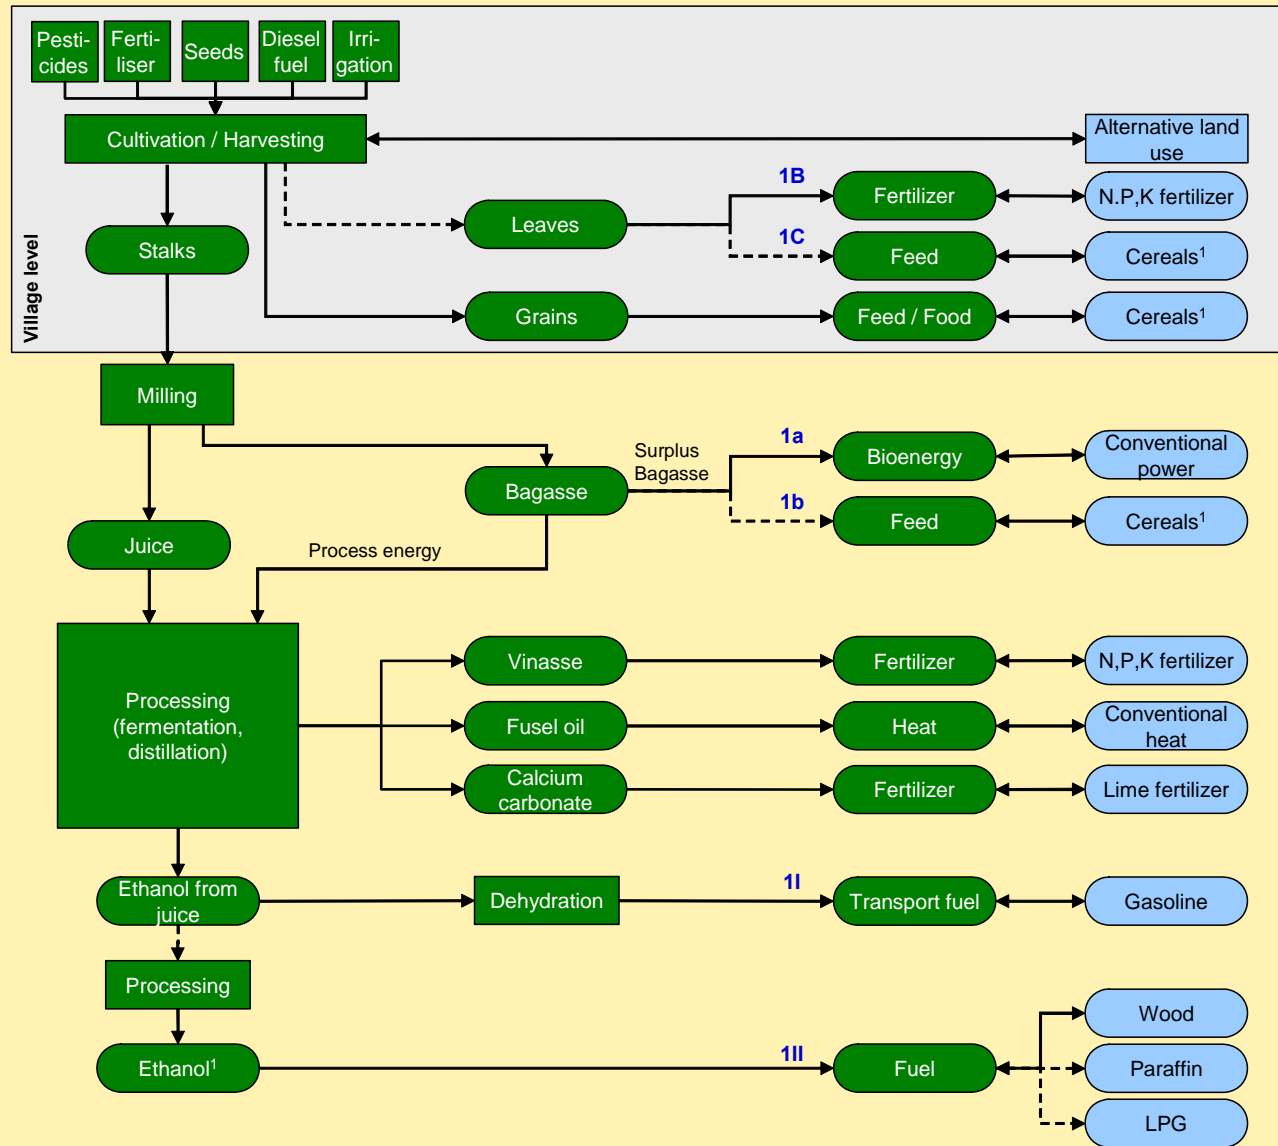 Pesti-
cides
Ferti-
liser
Seeds
Diesel
fuel
Irri-
gation
Cultivation / Harvesting
Alternative land
use
1B
Fertilizer
N.P,K fertilizer
Leaves
1C
Stalks
Feed
Cereals¹
Grains
Feed / Food
Cereals¹
Village level
Milling
1a
Surplus
Bagasse
Bioenergy
Conventional
power
Bagasse
1b
Feed
Cereals¹
Juice
Process energy
Processing
(fermentation,
distillation)
Vinasse
Fertilizer
N,P,K fertilizer
Fusel oil
Heat
Conventional
heat
Calcium
carbonate
Fertilizer
Lime fertilizer
Ethanol from
juice
Dehydration
1I
Transport fuel
Gasoline
Processing
Wood
Ethanol¹
1II
Fuel
Paraffin
LPG